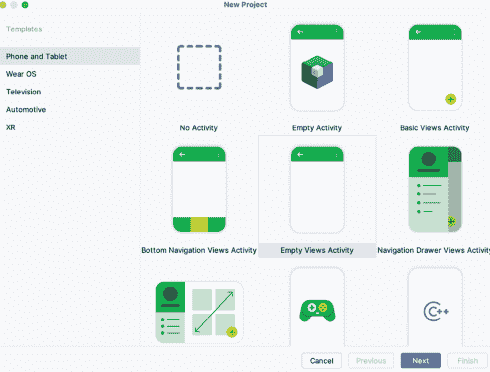 New Project
Templates
Phone and Tablet
Wear OS
Television
Automotive
XR
No Activity
Empty Activity
Basic Views Activity
Bottom Navigation Views Activity
Empty Views Activity
Navigation Drawer Views Activity
C++
Cancel
Previous
Next
Finish